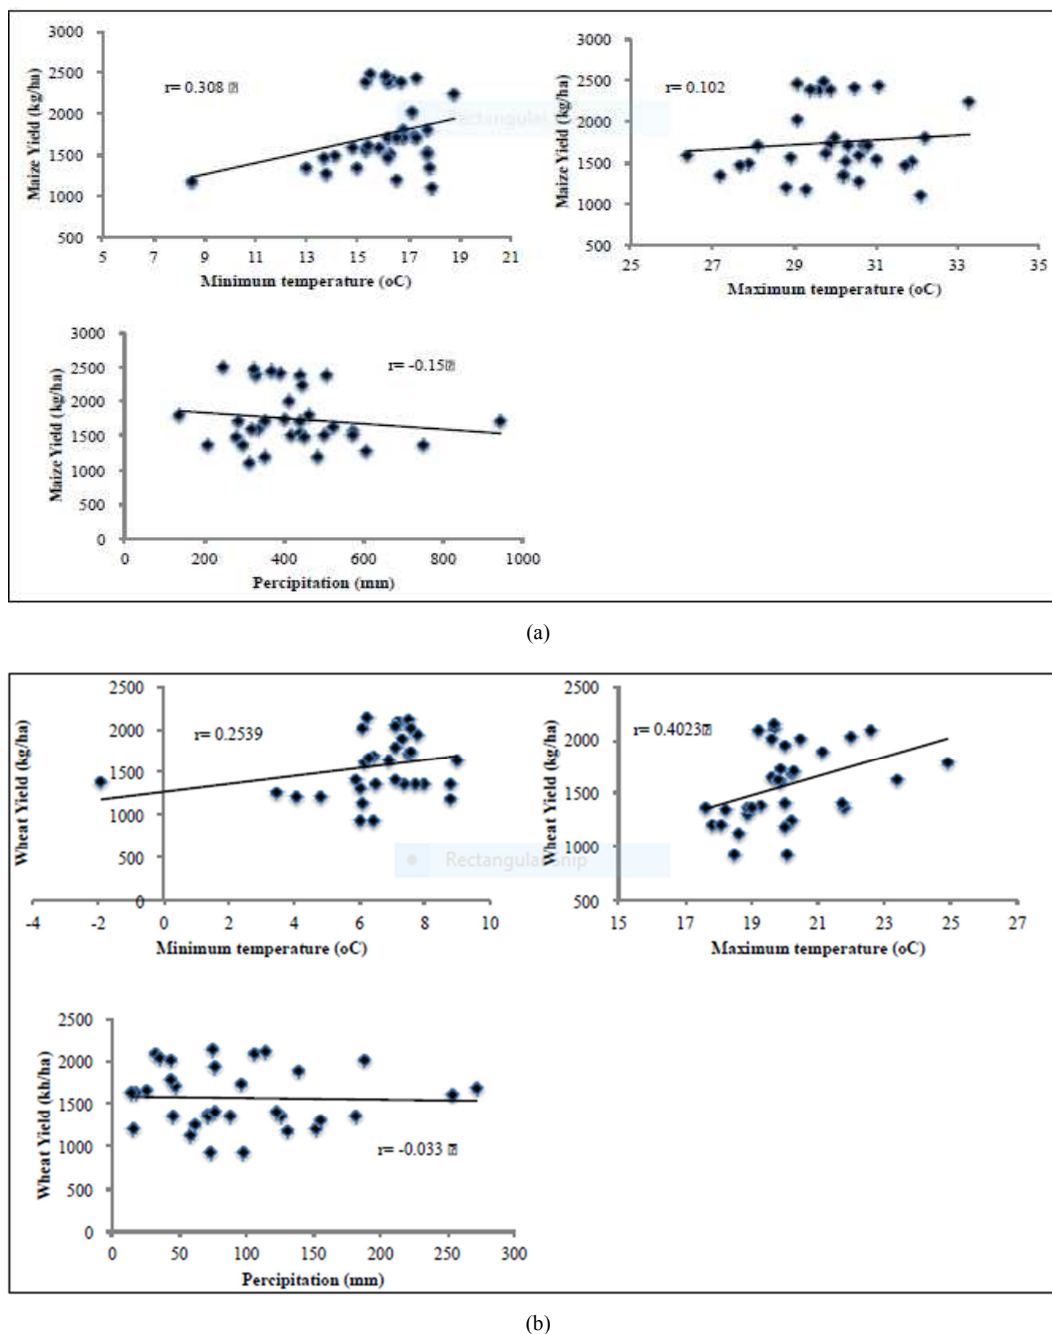 3000
2500
2000
1500
1000
500
Maize Yield (kg/ha)
r= 0.308
5 7 9 11 13 15 17 19 21
Minimum temperature (oC)
3000
2500
2000
1500
1000
500
Maize Yield (kg/ha)
r= 0.102
25 27 29 31 33 35
Maximum temperature (oC)
Rectangular
3000
2500
2000
1500
1000
500
0
Maize Yield (kg/ha)
r= -0.15
0 200 400 600 800 1000
Percipitation (mm)
(a)
2500
2000
1500
1000
500
0
Wheat Yield (kg/ha)
r= 0.2539
-4 -2 0 2 4 6 8 10
Minimum temperature (oC)
2500
2000
1500
1000
500
Wheat Yield (kg/ha)
r= 0.4023
15 17 19 21 23 25 27
Maximum temperature (oC)
Rectangular Snip
2500
2000
1500
1000
500
0
Wheat Yield (kh/ha)
r= -0.033
0 50 100 150 200 250 300
Percipitation (mm)
(b)